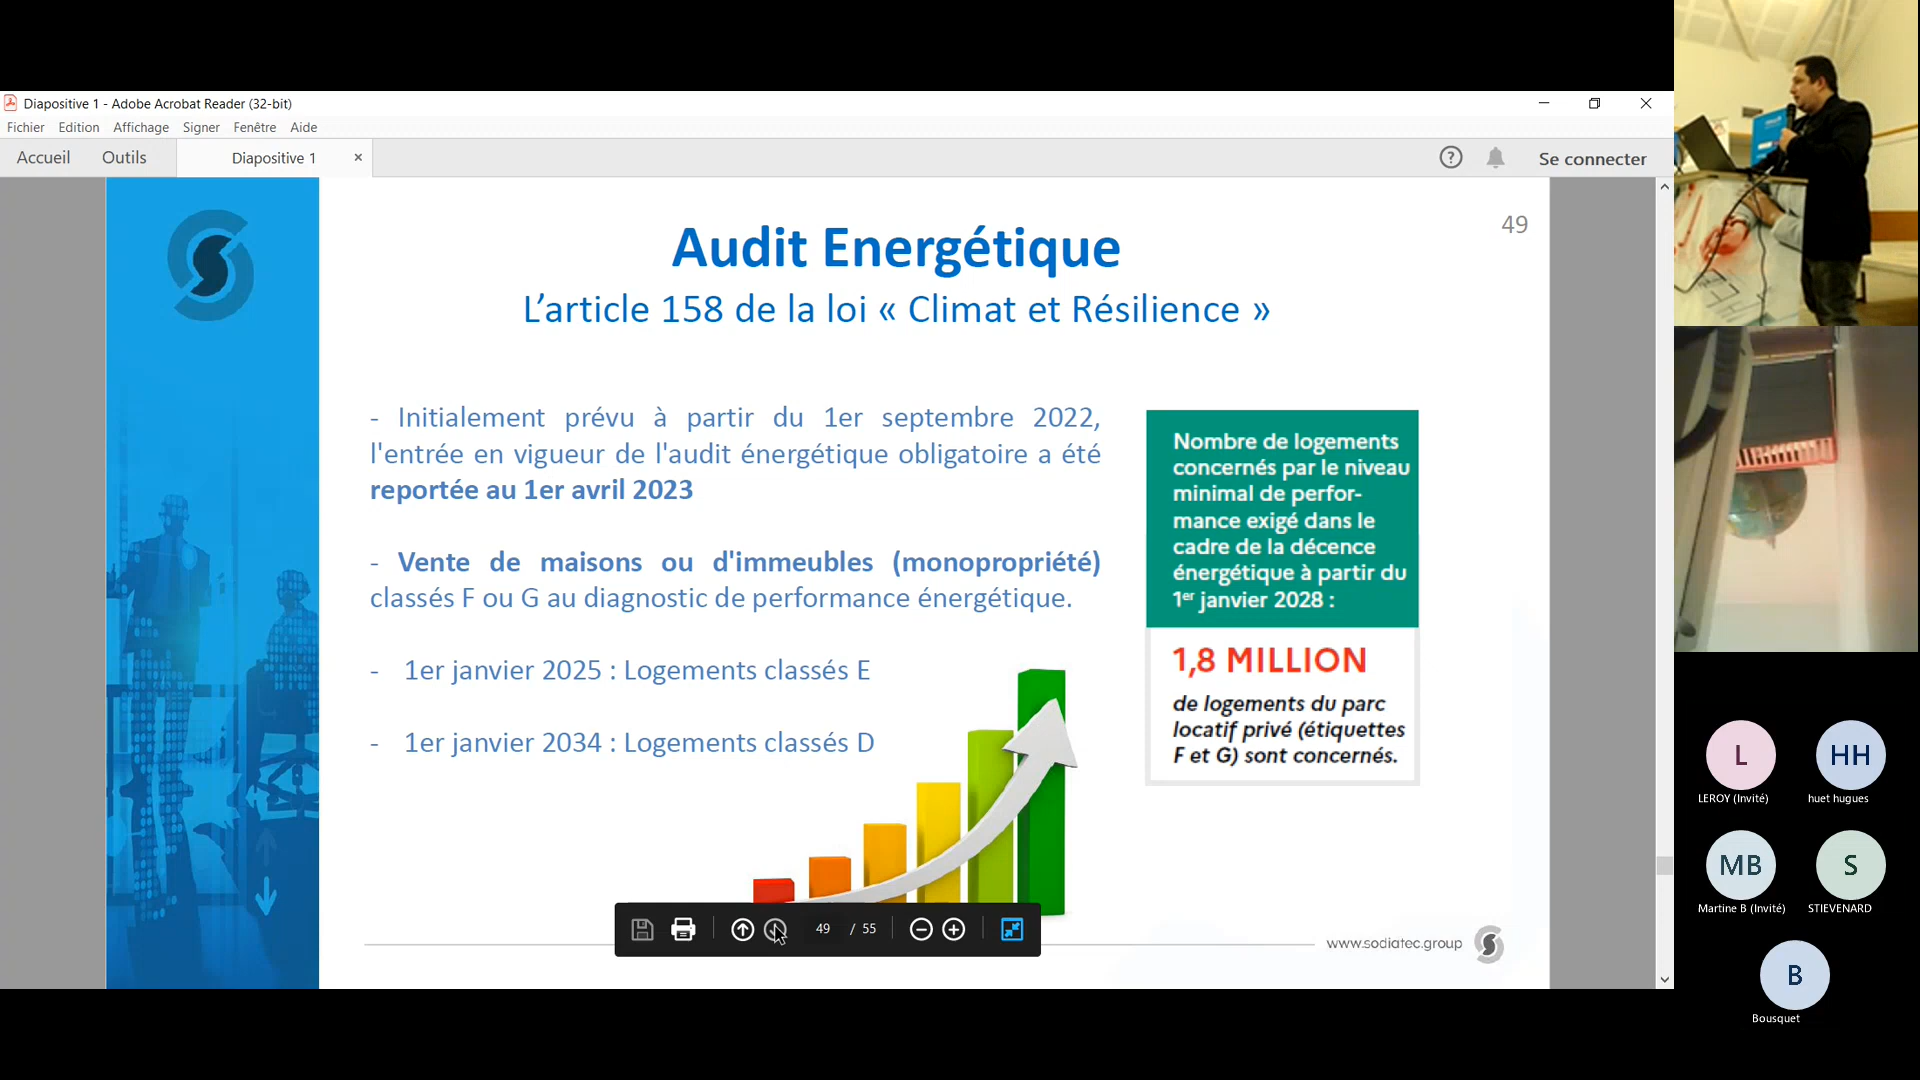 Diapositive 1 - Adobe Acrobat Reader (32-bit)
Fichier Edition Affichage Signer Fenêtre Aide
Accueil Outils Diapositive 1 × ? Se connecter
49
Audit Energétique
L’article 158 de la loi « Climat et Résilience »
- Initialement prévu à partir du 1er septembre 2022,
l'entrée en vigueur de l'audit énergétique obligatoire a été
reportée au 1er avril 2023
- Vente de maisons ou d'immeubles (monopropriété)
classés F ou G au diagnostic de performance énergétique.
- 1er janvier 2025 : Logements classés E
- 1er janvier 2034 : Logements classés D
Nombre de logements
concernés par le niveau
minimal de perfor-
mance exigé dans le
cadre de la décence
énergétique à partir du
1er janvier 2028 :
1,8 MILLION
de logements du parc
locatif privé (étiquettes
F et G) sont concernés.
49 / 55
www.sodiatec.group
L
LEROY (Invité)
HH
huet hugues
MB
Martine B (Invité)
S
STIEVENARD
B
Bousquet